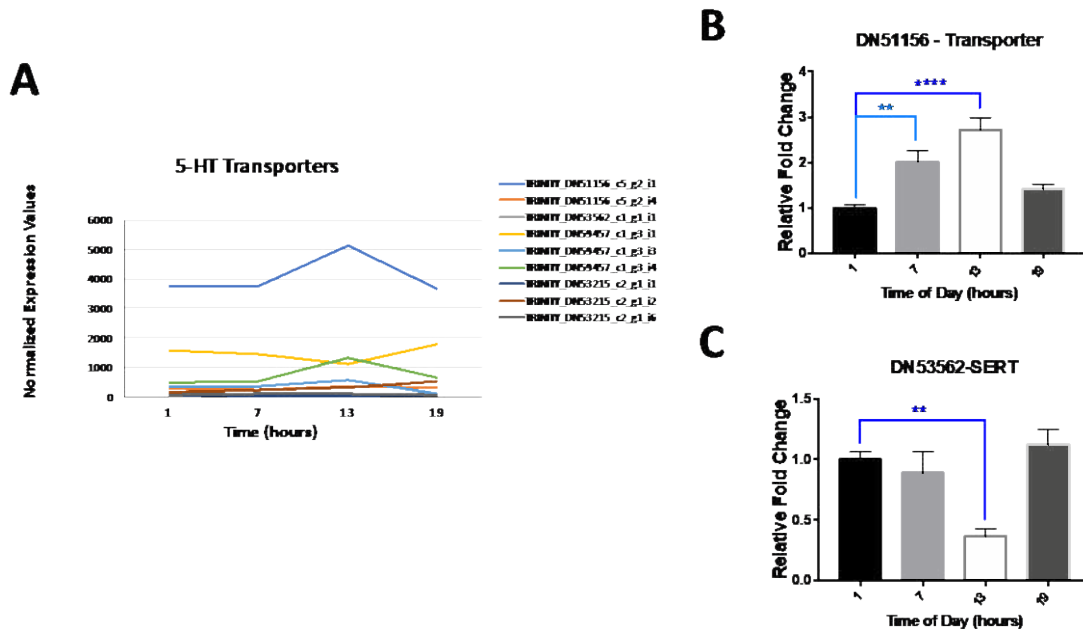 A
5-HT Transporters
Normalized Expression Values
6000
5000
4000
3000
2000
1000
0
1 7 13 19
Time (hours)
TRINITY_DN51156_c5_g2_i1
TRINITY_DN51156_c5_g2_i4
TRINITY_DN53562_c1_g1_i1
TRINITY_DN59457_c1_g3_i1
TRINITY_DN59457_c1_g3_i3
TRINITY_DN59457_c1_g3_i4
TRINITY_DN53215_c2_g1_i1
TRINITY_DN53215_c2_g1_i2
TRINITY_DN53215_c2_g1_i6
B
DN51156 - Transporter
Relative Fold Change
4
3
2
1
0
****
**
1 7 13 19
Time of Day (hours)
C
DN53562-SERT
Relative Fold Change
1.0
0.5
0.0
**
1 7 13 19
Time of Day (hours)